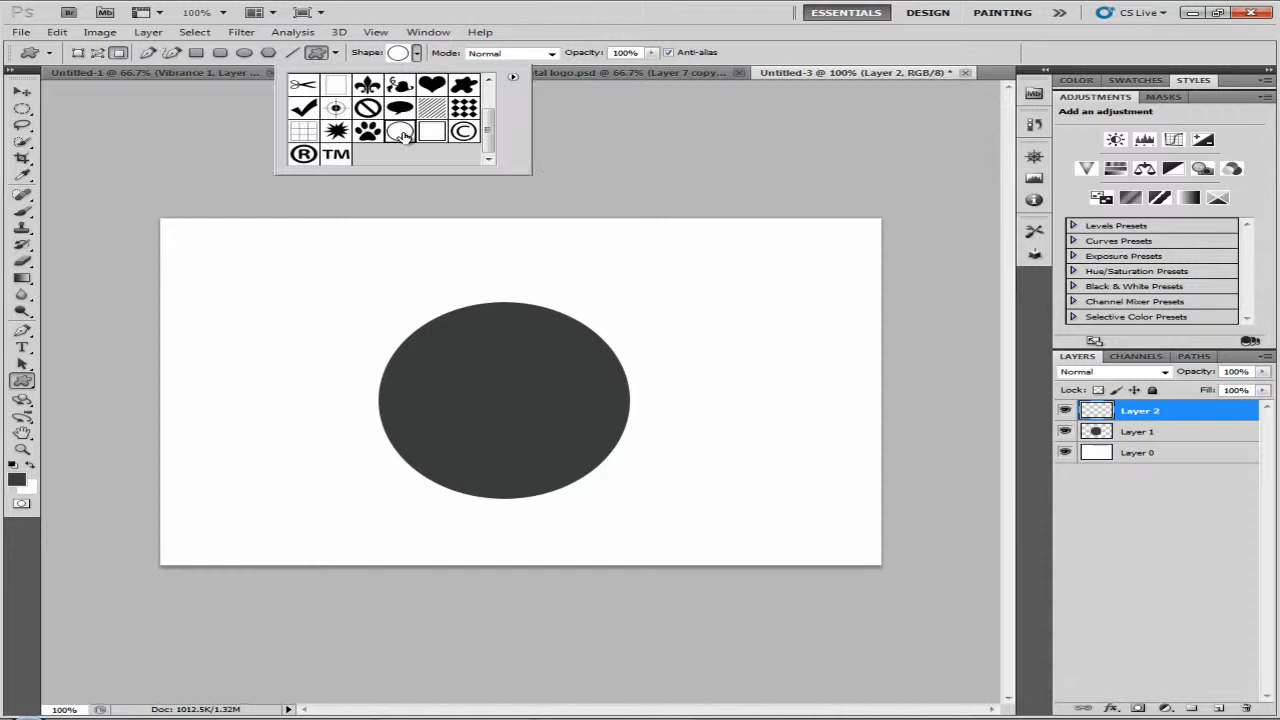 Ps Br Mb 100% ESSENTIALS DESIGN PAINTING CS Live
File Edit Image Layer Select Filter Analysis 3D View Window Help
Shape: Mode: Normal Opacity: 100% Anti-alias
Untitled-1 @ 66.7% (Vibrance 1, Layer ... tal logo.psd @ 66.7% (Layer 7 copy... Untitled-3 @ 100% (Layer 2, RGB/8) *
© 
® TM
COLOR SWATCHES STYLES
Mb
ADJUSTMENTS MASKS
Add an adjustment
Levels Presets
Curves Presets
Exposure Presets
Hue/Saturation Presets
Black & White Presets
Channel Mixer Presets
Selective Color Presets
LAYERS CHANNELS PATHS
Normal Opacity: 100%
Lock: Fill: 100%
Layer 2
Layer 1
Layer 0
T
100% Doc: 1012.5K/1.32M
fx